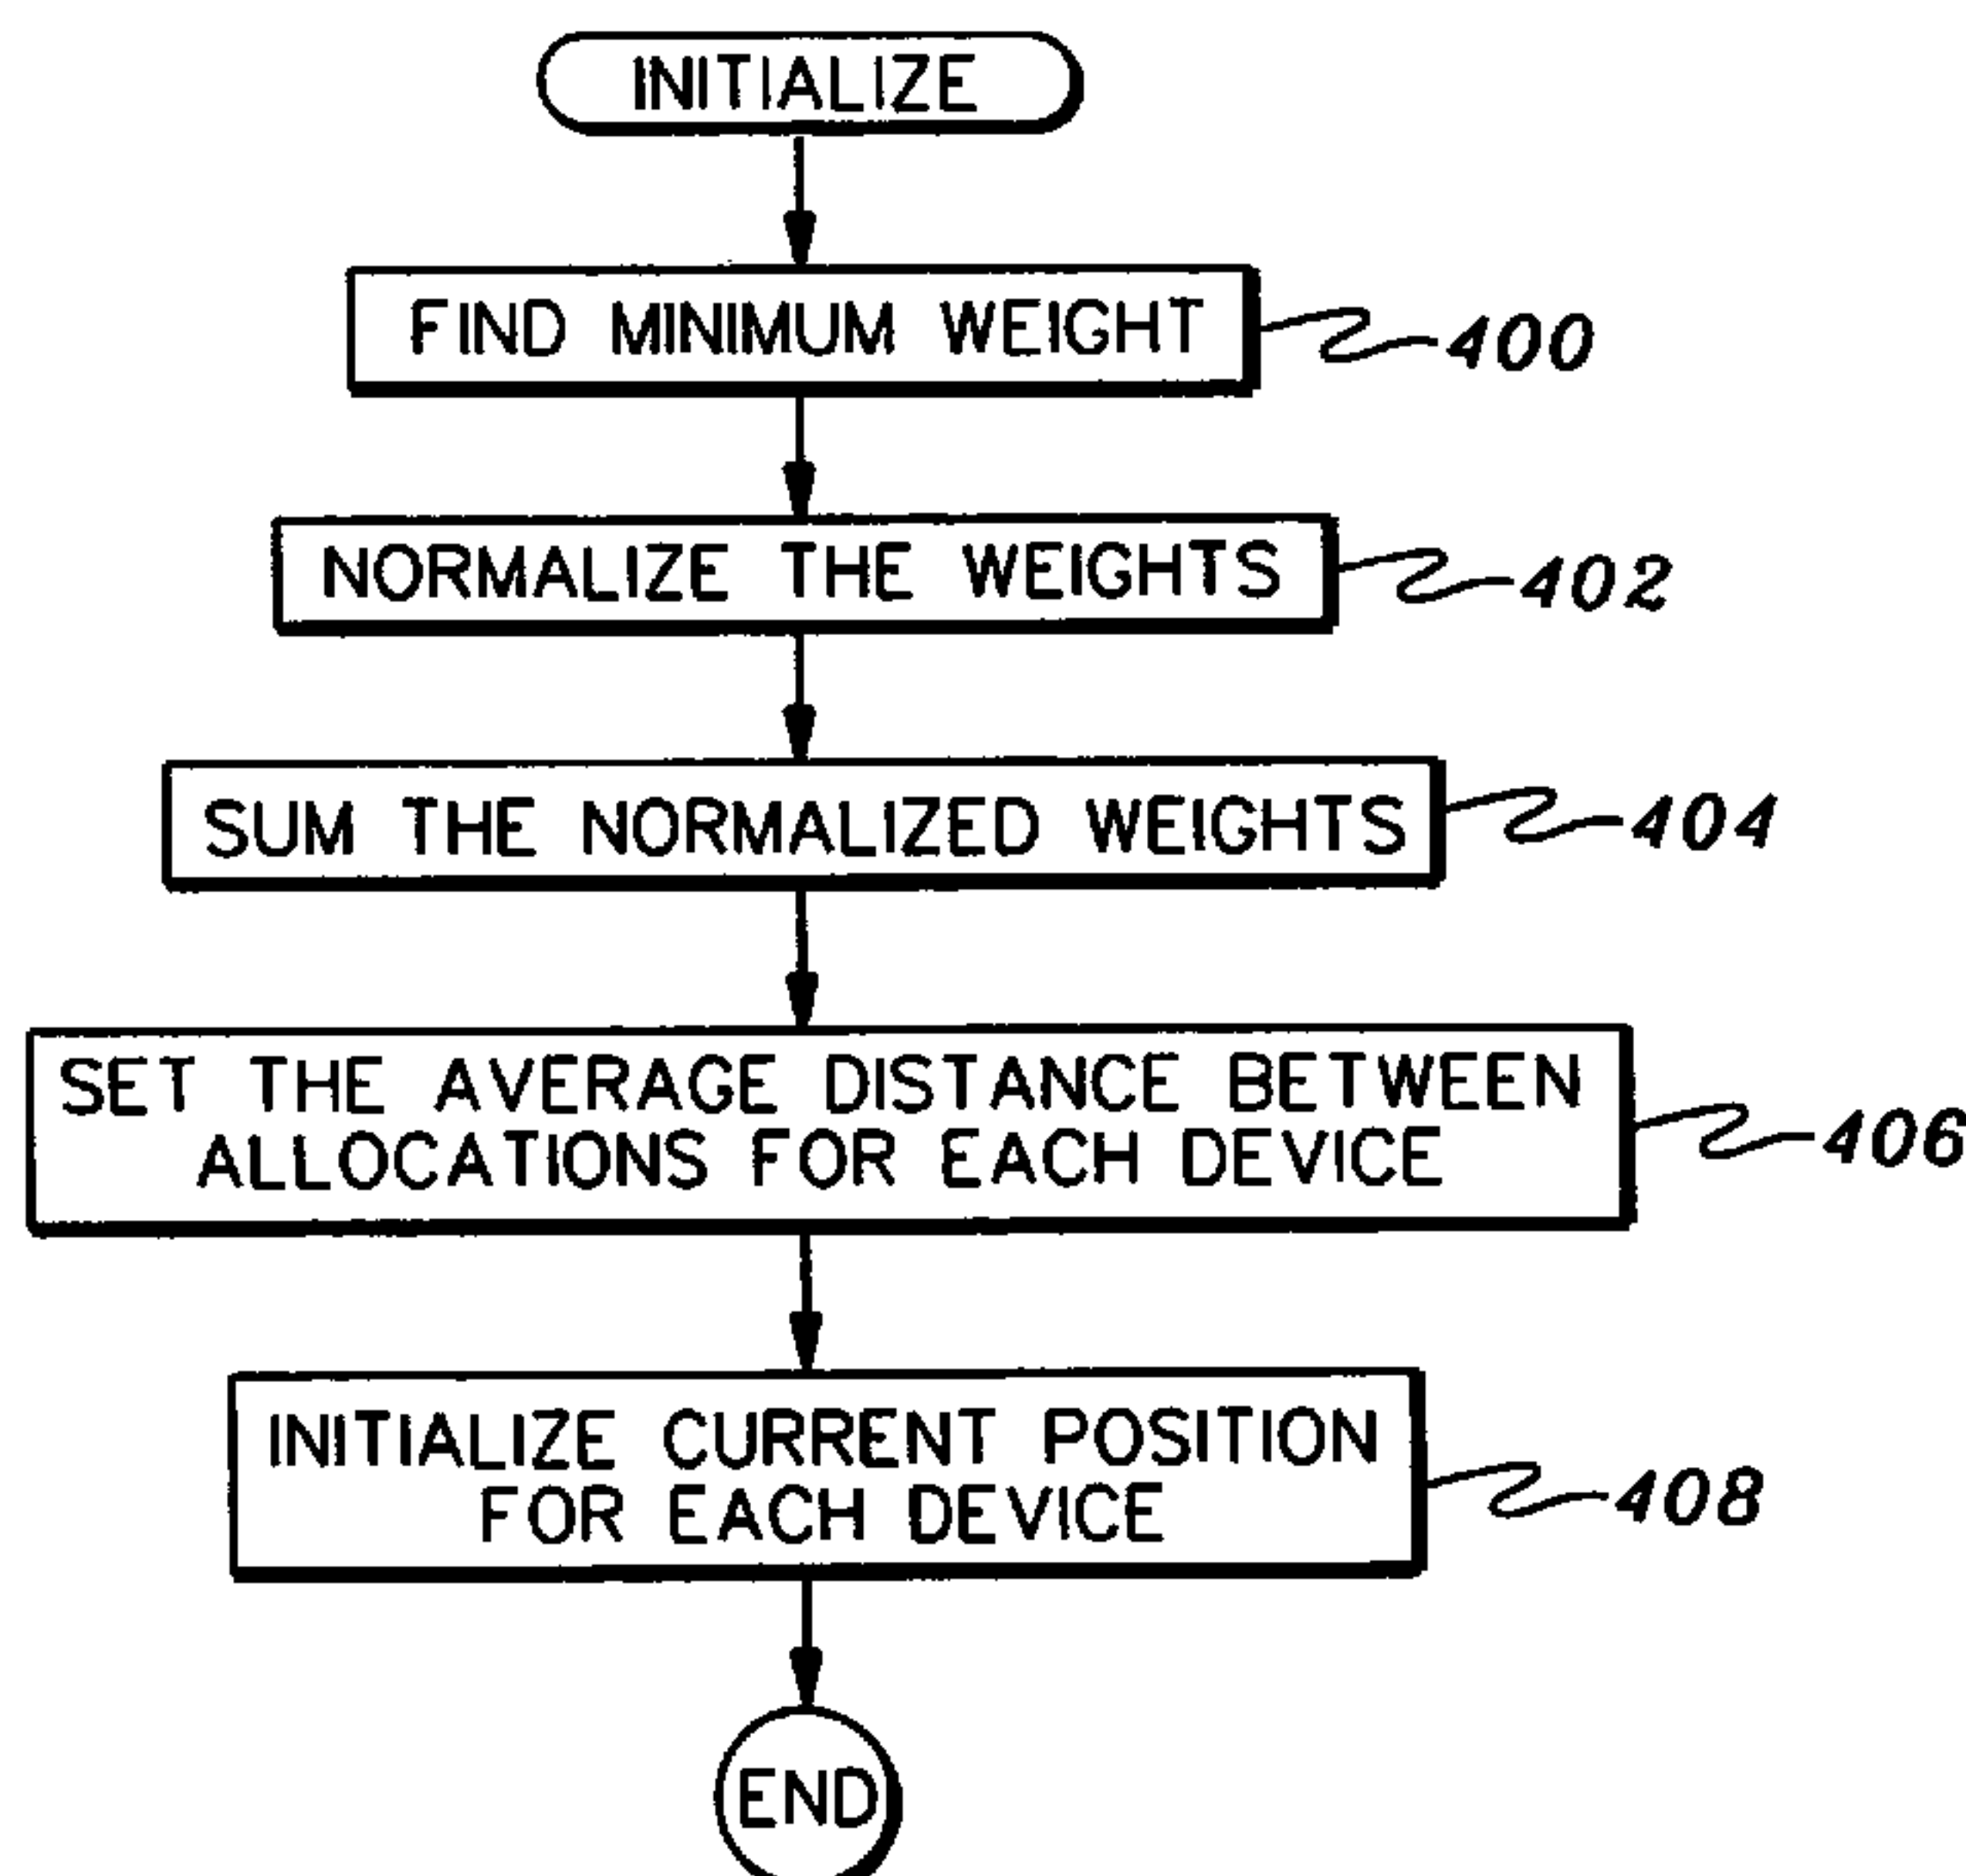 INITIALIZE
FIND MINIMUM WEIGHT
400
NORMALIZE THE WEIGHTS
402
SUM THE NORMALIZED WEIGHTS
404
SET THE AVERAGE DISTANCE BETWEEN
ALLOCATIONS FOR EACH DEVICE
406
INITIALIZE CURRENT POSITION
FOR EACH DEVICE
408
END